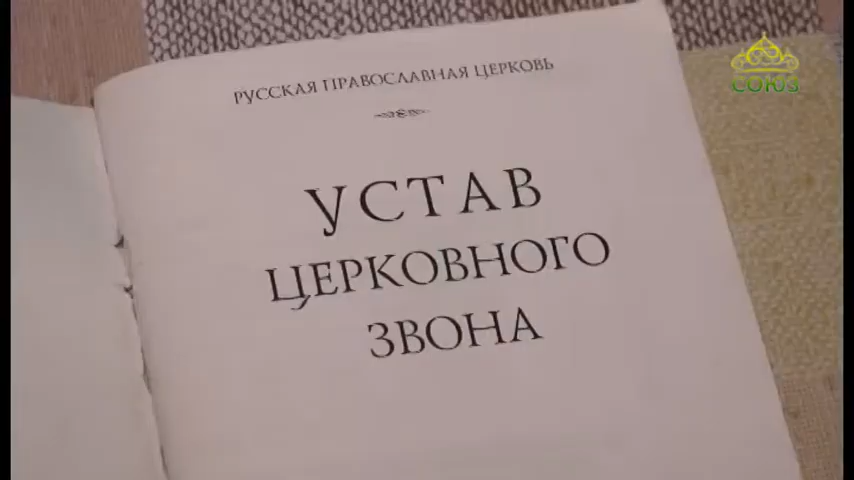 РУССКАЯ ПРАВОСЛАВНАЯ ЦЕРКОВЬ
УСТАВ
ЦЕРКОВНОГО
ЗВОНА
СОЮЗ